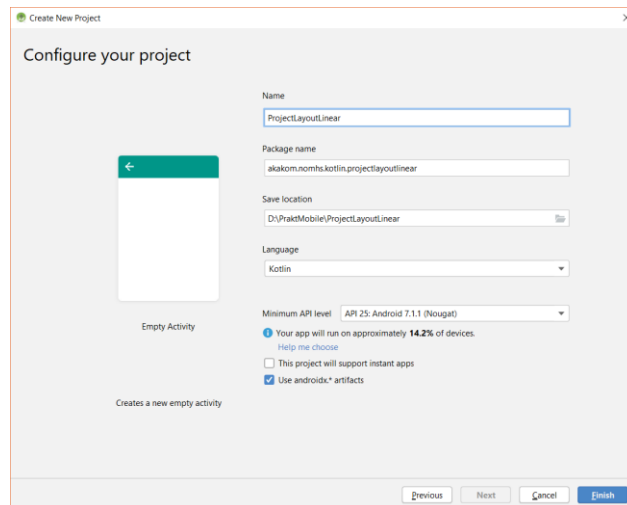 Create New Project
Configure your project
Name
ProjectLayoutLinear
Package name
akakom.nomhs.kotlin.projectlayoutlinear
Save location
D:\PraktMobile\ProjectLayoutLinear
Language
Kotlin
Empty Activity
Minimum API level API 25: Android 7.1.1 (Nougat)
Your app will run on approximately 14.2% of devices.
Help me choose
This project will support instant apps
Use androidx.* artifacts
Creates a new empty activity
Previous Next Cancel Finish